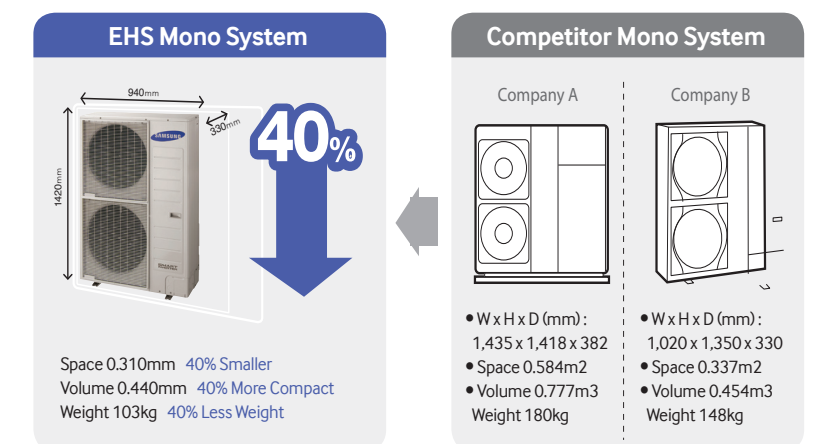 EHS Mono System
940mm
330mm
1420mm
SAMSUNG
40%
Space 0.310mm 40% Smaller
Volume 0.440mm 40% More Compact
Weight 103kg 40% Less Weight
Competitor Mono System
Company A
• W x H x D (mm) :
1,435 x 1,418 x 382
• Space 0.584m2
• Volume 0.777m3
Weight 180kg
Company B
• W x H x D (mm) :
1,020 x 1,350 x 330
• Space 0.337m2
• Volume 0.454m3
Weight 148kg